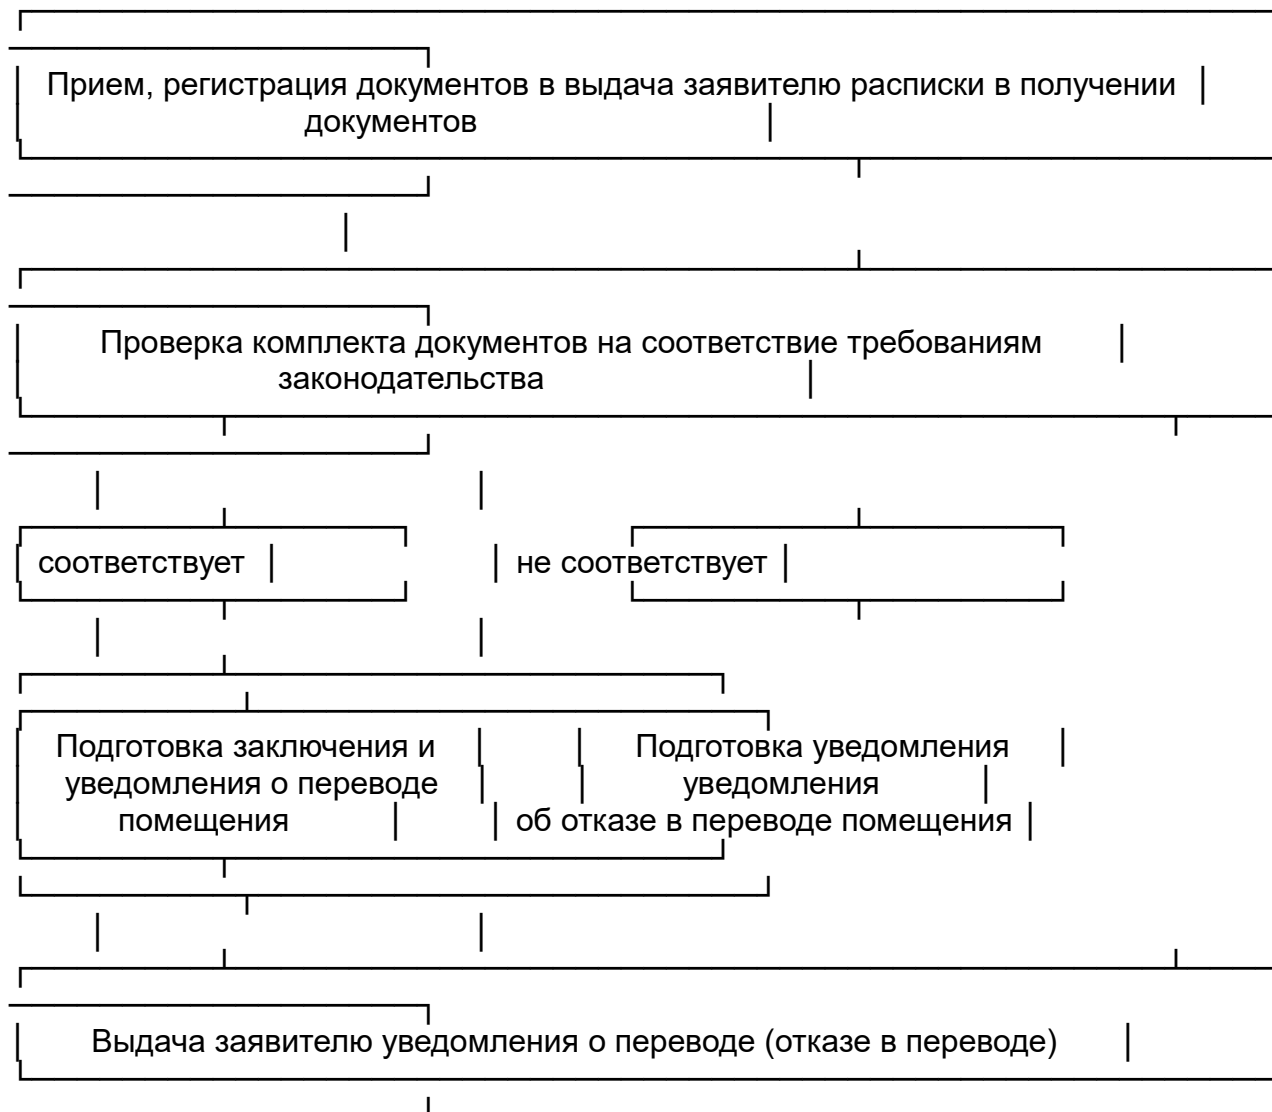 Прием, регистрация документов в выдача заявителю расписки в получении
документов
Проверка комплекта документов на соответствие требованиям
законодательства
соответствует не соответствует
Подготовка заключения и Подготовка уведомления
уведомления о переводе уведомления
помещения об отказе в переводе помещения
Выдача заявителю уведомления о переводе (отказе в переводе)